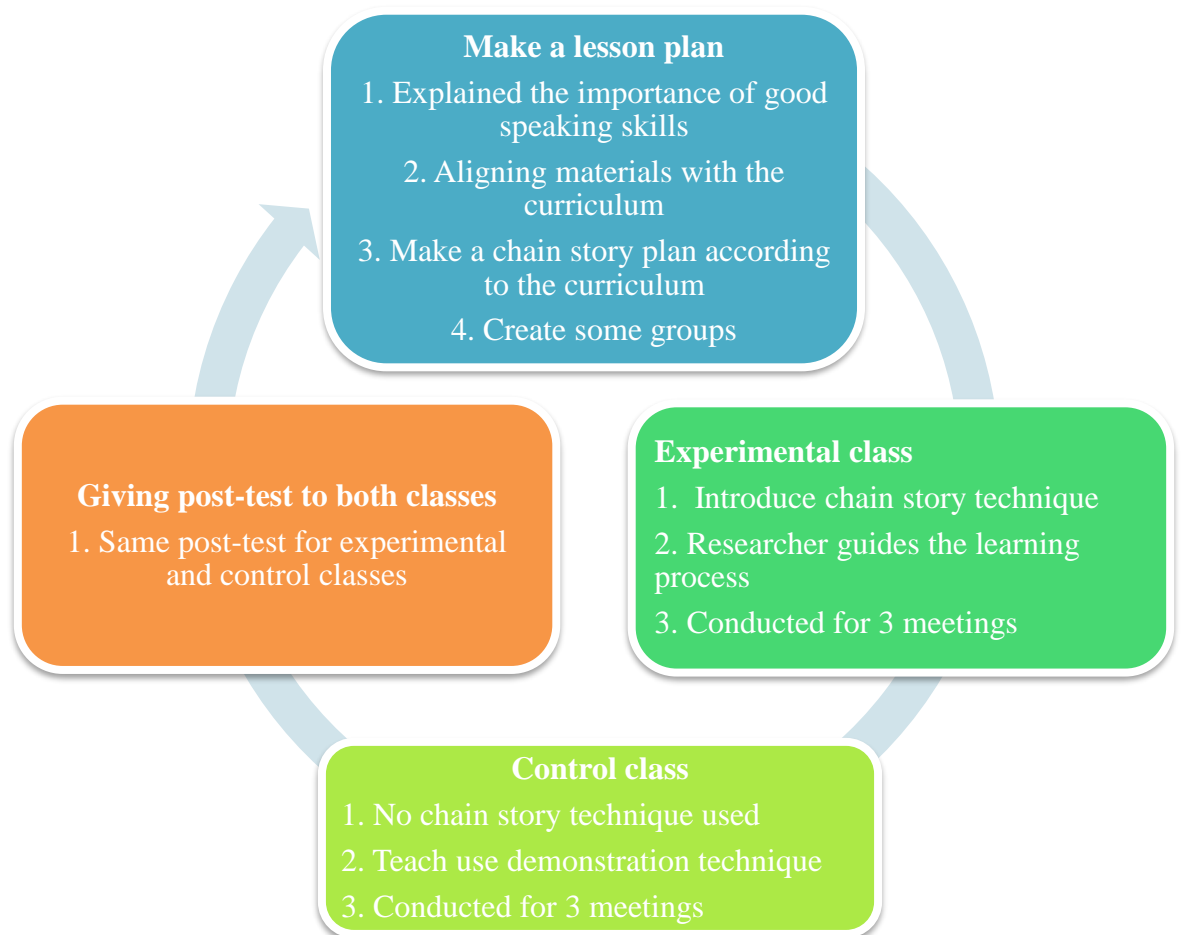 Make a lesson plan
1. Explained the importance of good
speaking skills
2. Aligning materials with the
curriculum
3. Make a chain story plan according
to the curriculum
4. Create some groups
Experimental class
1. Introduce chain story technique
2. Researcher guides the learning
process
3. Conducted for 3 meetings
Control class
1. No chain story technique used
2. Teach use demonstration technique
3. Conducted for 3 meetings
Giving post-test to both classes
1. Same post-test for experimental
and control classes